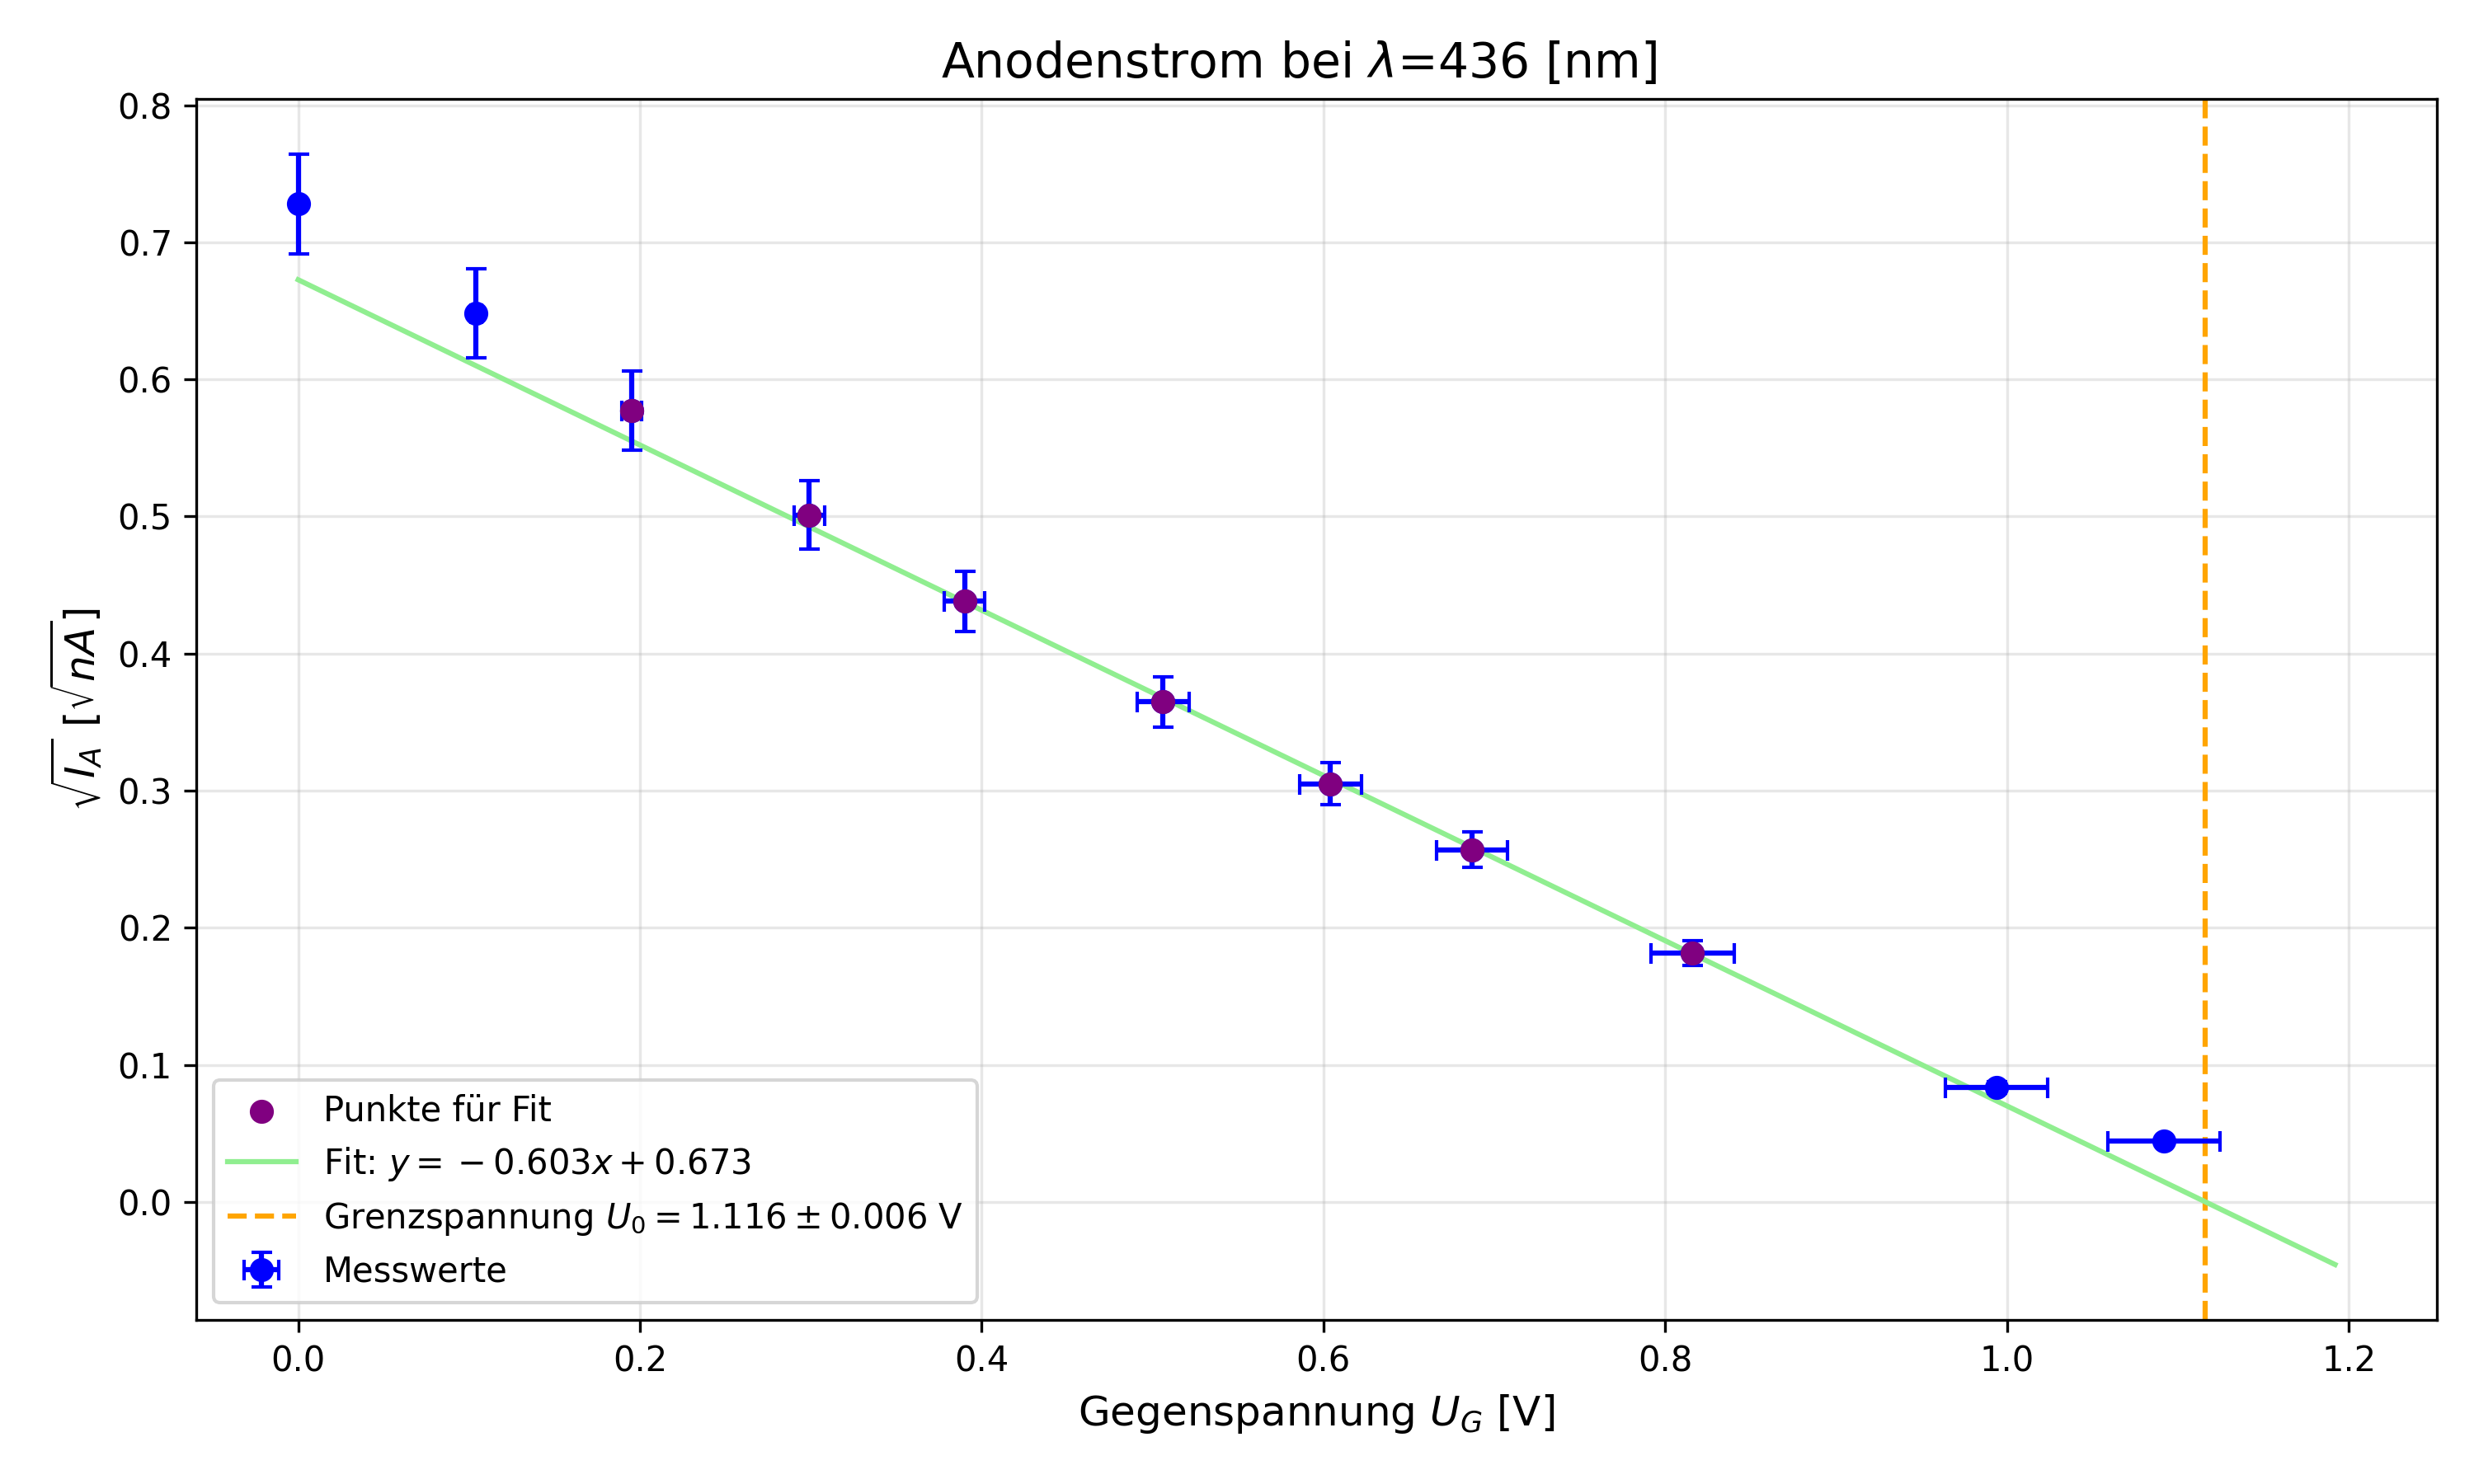 Anodenstrom bei λ=436 [nm]
√I_A [√nA]
0.8
0.7
0.6
0.5
0.4
0.3
0.2
0.1
0.0
Punkte für Fit
Fit: y = −0.603x + 0.673
Grenzspannung U₀ = 1.116 ± 0.006 V
Messwerte
0.0 0.2 0.4 0.6 0.8 1.0 1.2
Gegenspannung U_G [V]